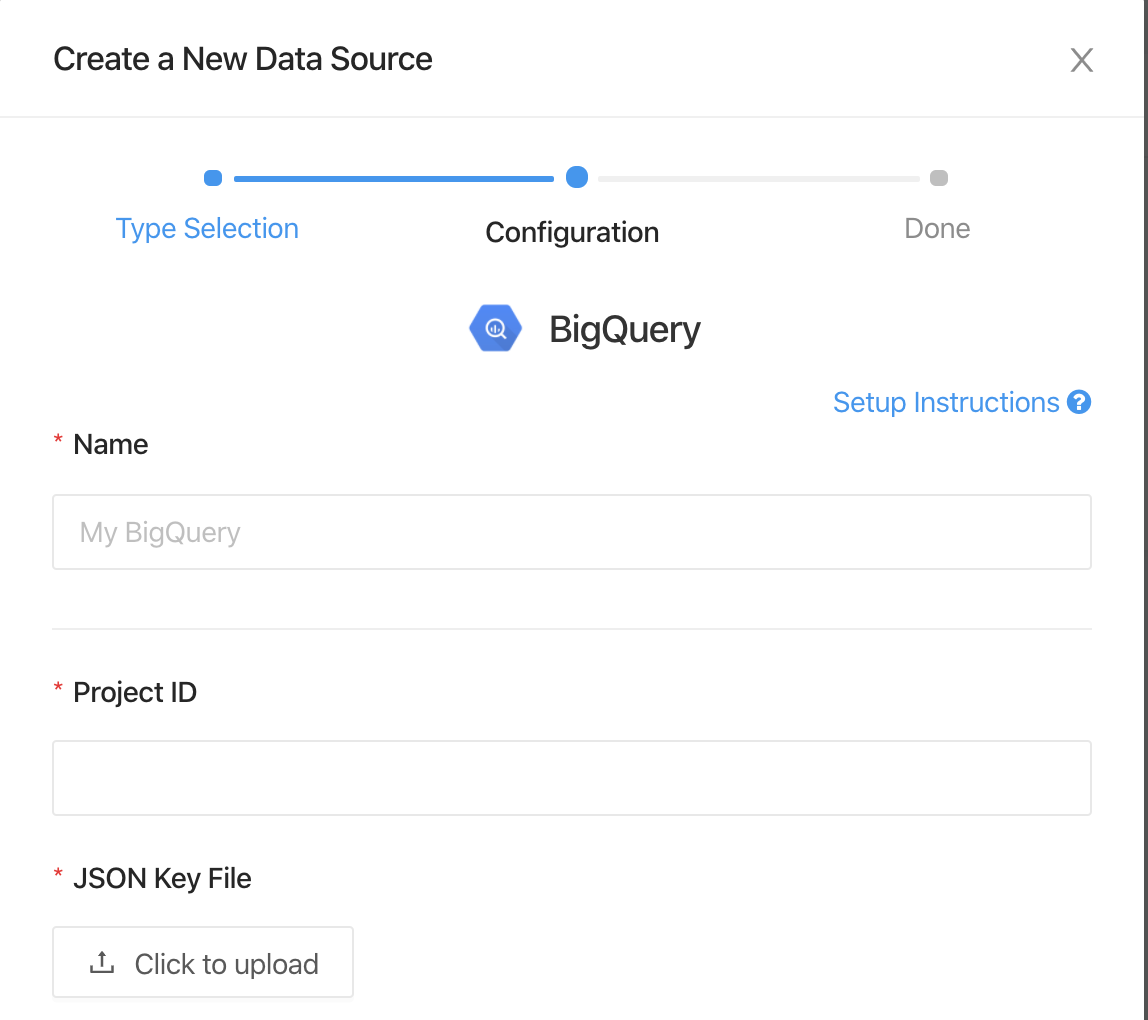 Create a New Data Source
Type Selection
Configuration
Done
BigQuery
Setup Instructions ?
* Name
My BigQuery
* Project ID
* JSON Key File
Click to upload